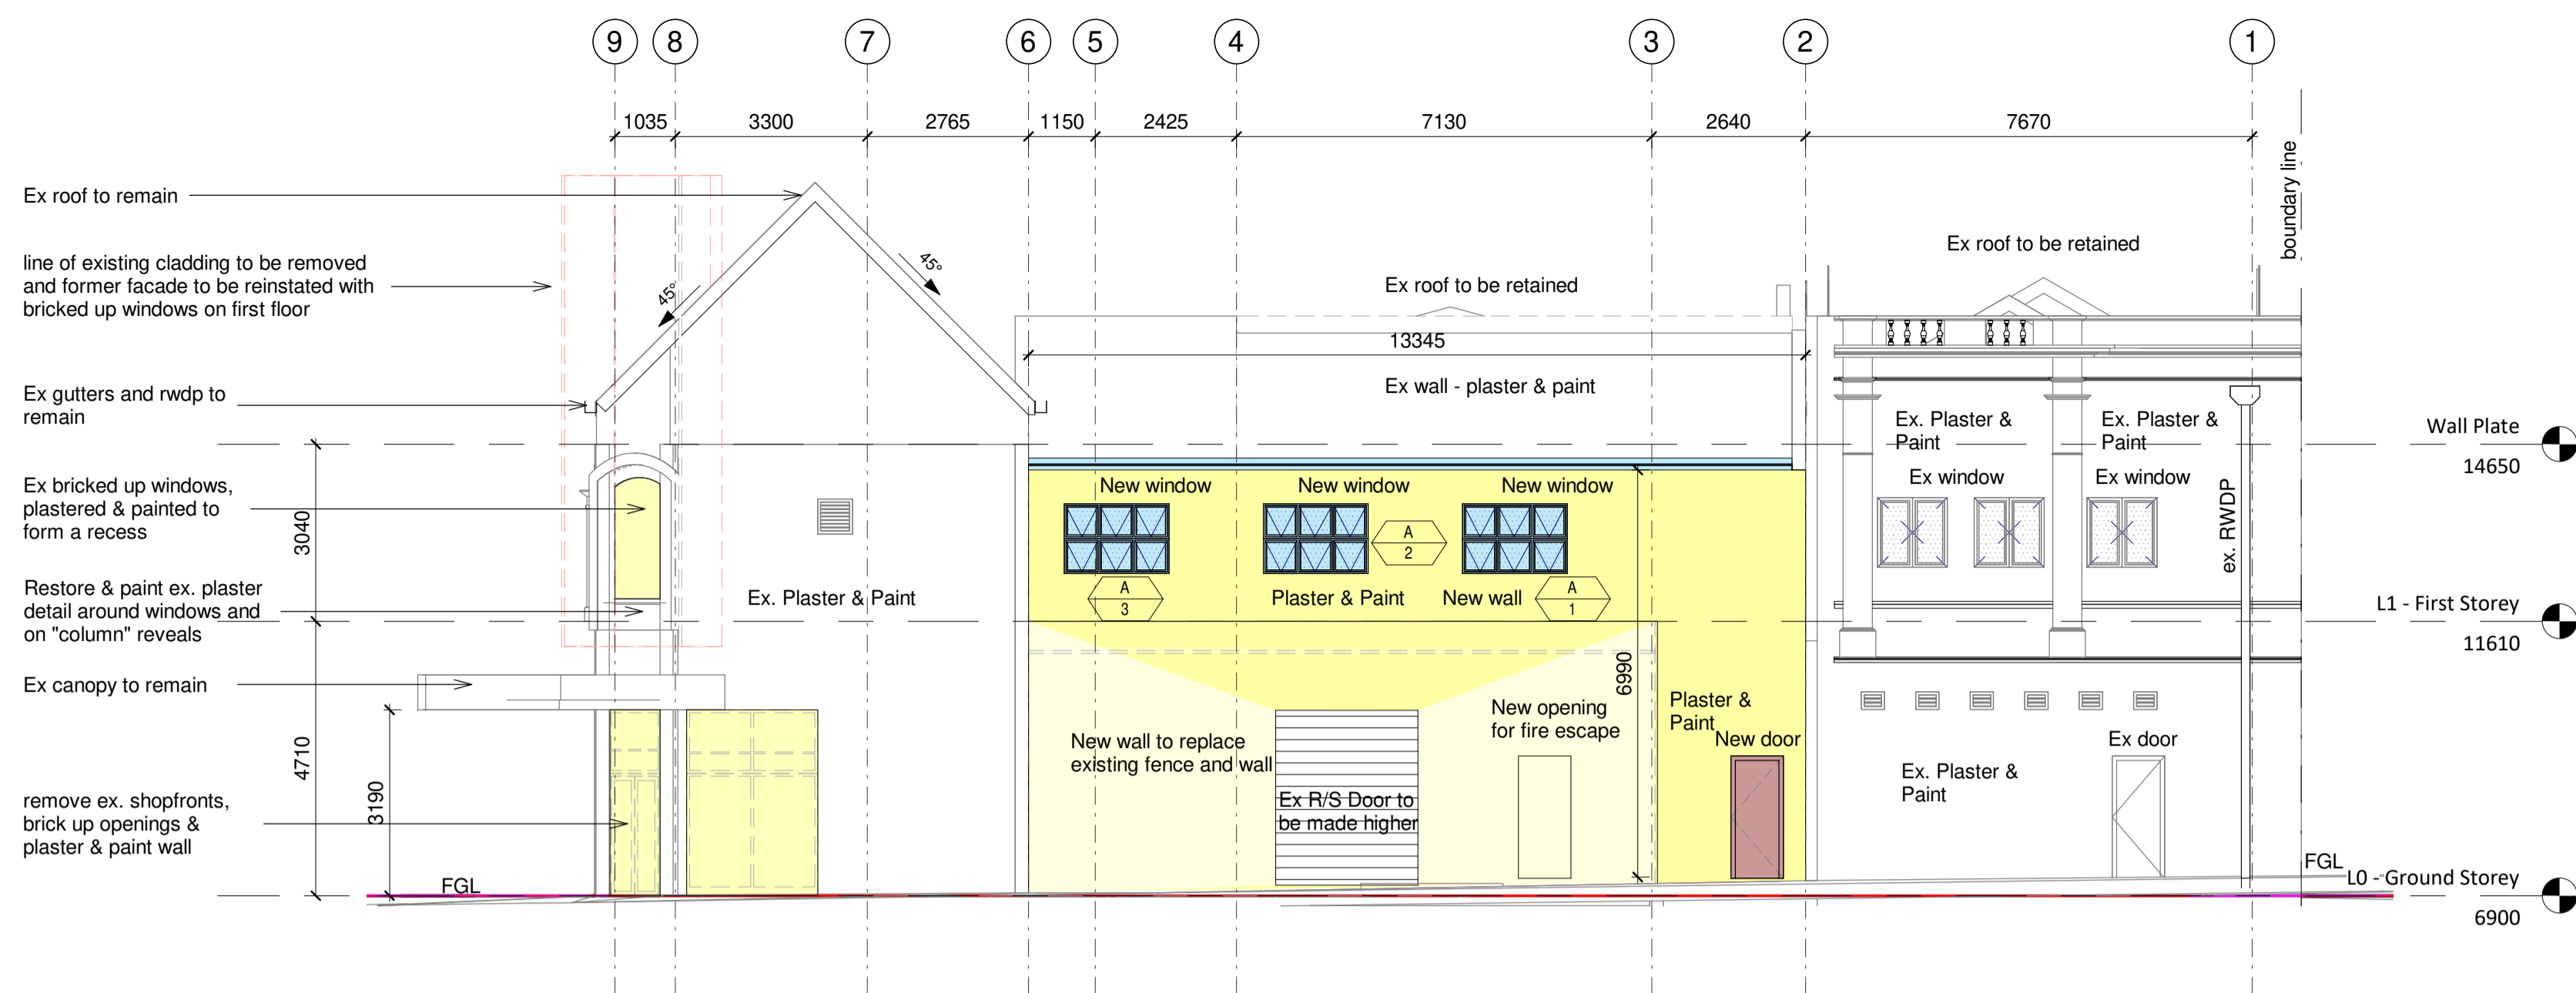 9 8 7 6 5 4 3 2 1
1035 3300 2765 1150 2425 7130 2640 7670
boundary line
Ex roof to remain
line of existing cladding to be removed
and former facade to be reinstated with
bricked up windows on first floor
Ex gutters and rwdp to
remain
Ex bricked up windows,
plastered & painted to
form a recess
Restore & paint ex. plaster
detail around windows and
on "column" reveals
Ex canopy to remain
remove ex. shopfronts,
brick up openings &
plaster & paint wall
3040
4710
3190
FGL
45°
45°
Ex. Plaster & Paint
Ex roof to be retained
13345
Ex wall - plaster & paint
New window
New window
New window
A
3
A
2
A
1
Plaster & Paint
New wall
6990
New wall to replace
existing fence and wall
Ex R/S Door to
be made higher
New opening
for fire escape
Plaster &
Paint
New door
Ex roof to be retained
Ex. Plaster &
Paint
Ex. Plaster &
Paint
Ex window
Ex window
ex. RWDP
Ex door
Ex. Plaster &
Paint
FGL
Wall Plate
14650
L1 - First Storey
11610
L0 - Ground Storey
6900